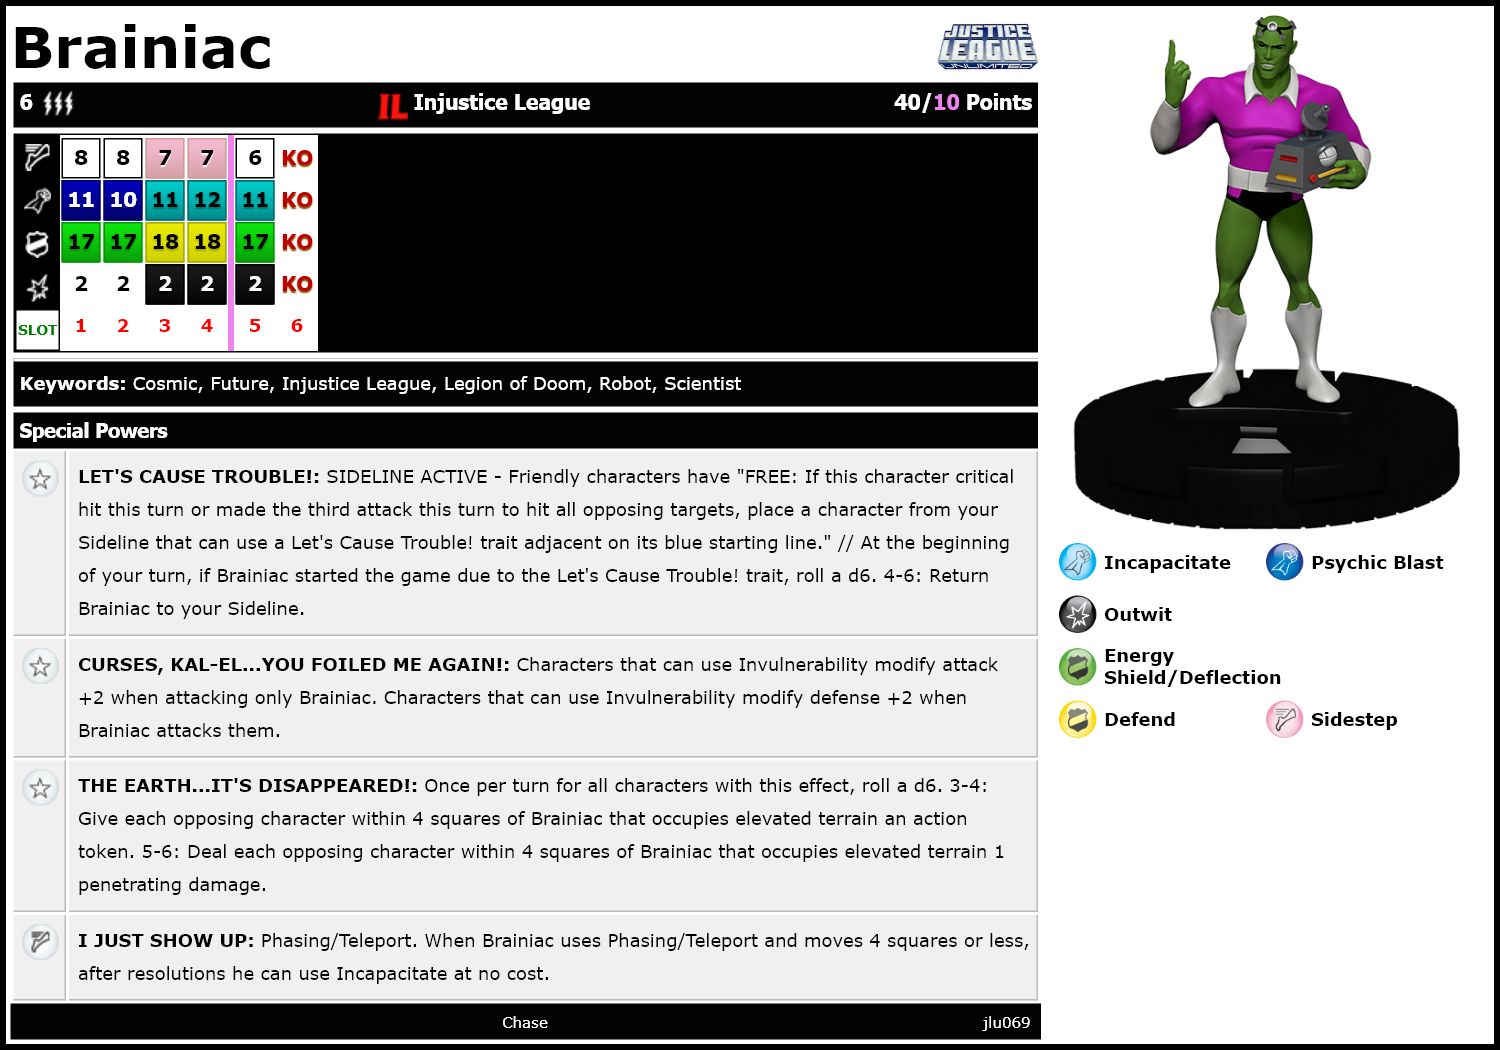 Brainiac
JUSTICE
LEAGUE
UNLIMITED
6 IL Injustice League 40/10 Points
8 8 7 7 6 KO
11 10 11 12 11 KO
17 17 18 18 17 KO
2 2 2 2 2 KO
SLOT 1 2 3 4 5 6
Keywords: Cosmic, Future, Injustice League, Legion of Doom, Robot, Scientist
Special Powers
LET'S CAUSE TROUBLE!: SIDELINE ACTIVE - Friendly characters have "FREE: If this character critical
hit this turn or made the third attack this turn to hit all opposing targets, place a character from your
Sideline that can use a Let's Cause Trouble! trait adjacent on its blue starting line." // At the beginning
of your turn, if Brainiac started the game due to the Let's Cause Trouble! trait, roll a d6. 4-6: Return
Brainiac to your Sideline.
CURSES, KAL-EL...YOU FOILED ME AGAIN!: Characters that can use Invulnerability modify attack
+2 when attacking only Brainiac. Characters that can use Invulnerability modify defense +2 when
Brainiac attacks them.
THE EARTH...IT'S DISAPPEARED!: Once per turn for all characters with this effect, roll a d6. 3-4:
Give each opposing character within 4 squares of Brainiac that occupies elevated terrain an action
token. 5-6: Deal each opposing character within 4 squares of Brainiac that occupies elevated terrain 1
penetrating damage.
I JUST SHOW UP: Phasing/Teleport. When Brainiac uses Phasing/Teleport and moves 4 squares or less,
after resolutions he can use Incapacitate at no cost.
Chase jlu069
Incapacitate Psychic Blast
Outwit
Energy
Shield/Deflection
Defend Sidestep